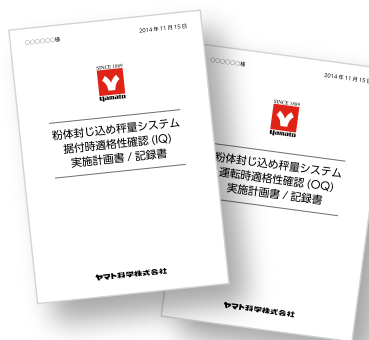 2014年11月15日
○○○○○○様
SINCE 1889
yamato
粉体封じ込め秤量システム
据付時適格性確認(IQ)
実施計画書/記録書
ヤマト科学株式会社
2014年11月15日
○○○○○○様
SINCE 1889
yamato
粉体封じ込め秤量システム
運転時適格性確認(OQ)
実施計画書/記録書
ヤマト科学株式会社